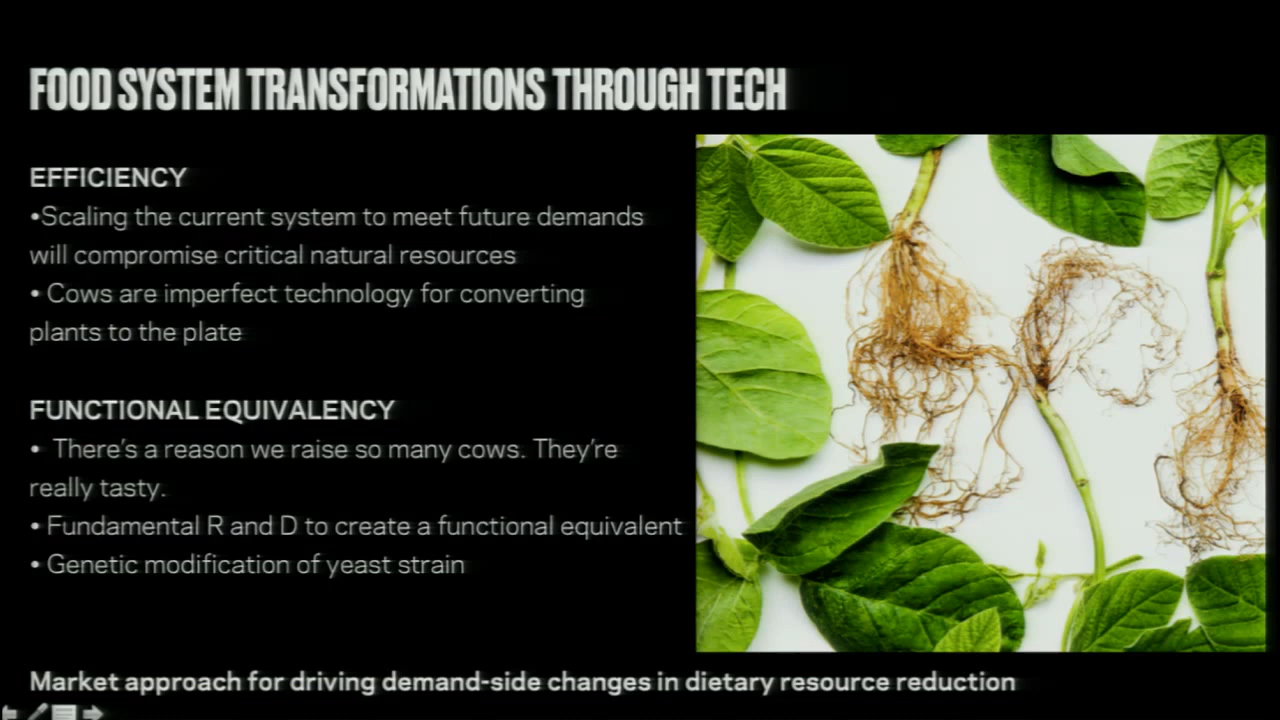 FOOD SYSTEM TRANSFORMATIONS THROUGH TECH
EFFICIENCY
•Scaling the current system to meet future demands
will compromise critical natural resources
• Cows are imperfect technology for converting
plants to the plate
FUNCTIONAL EQUIVALENCY
• There's a reason we raise so many cows. They're
really tasty.
• Fundamental R and D to create a functional equivalent
• Genetic modification of yeast strain
Market approach for driving demand-side changes in dietary resource reduction